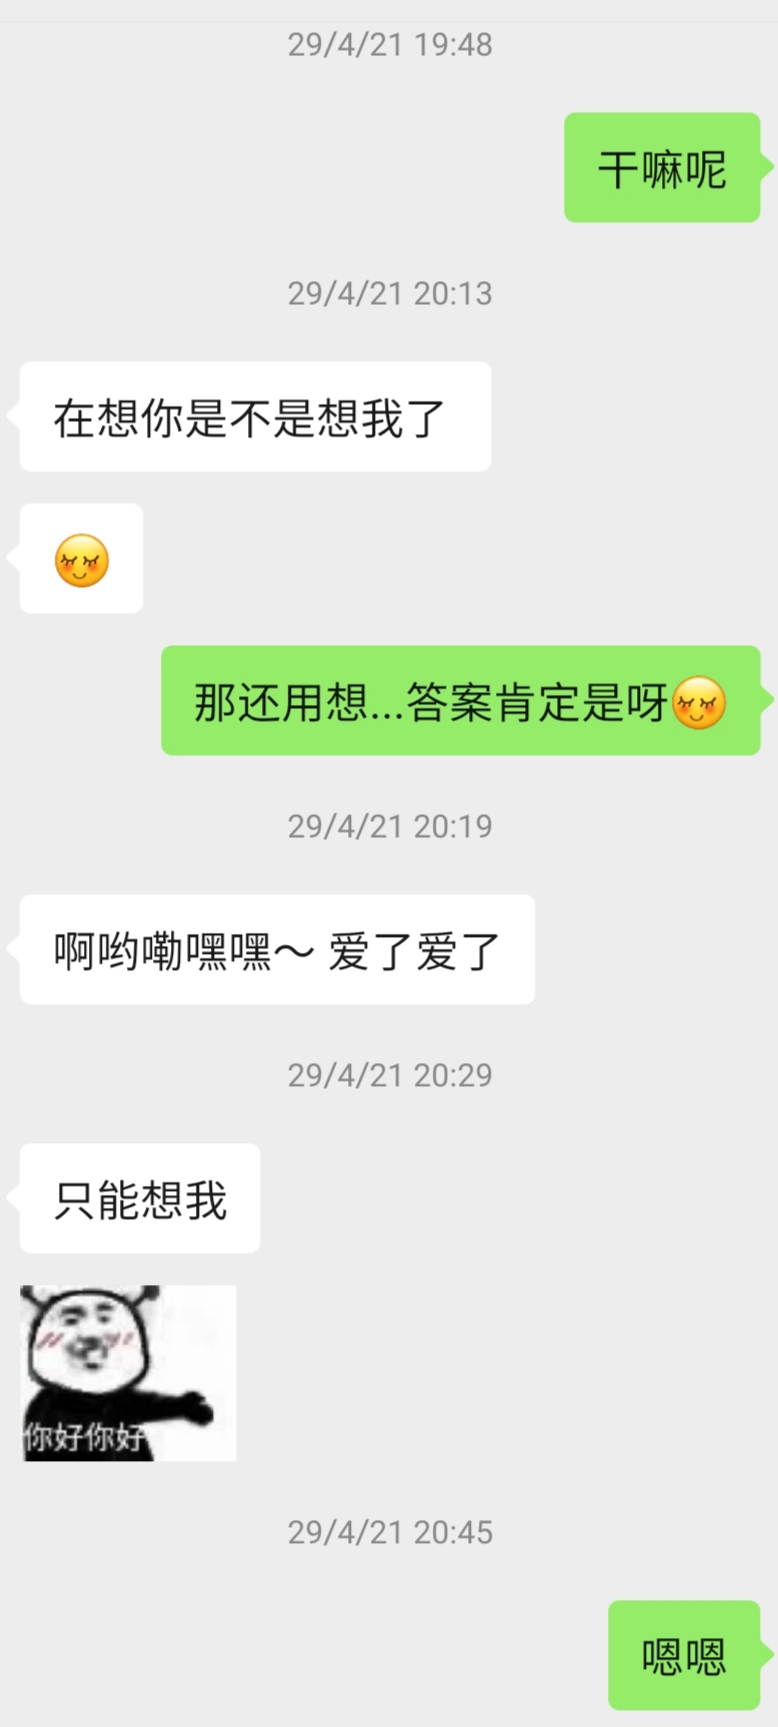 29/4/21 19:48
干嘛呢
29/4/21 20:13
在想你是不是想我了
那还用想...答案肯定是呀
29/4/21 20:19
啊哟嘞嘿嘿～ 爱了爱了
29/4/21 20:29
只能想我
你好你好
29/4/21 20:45
嗯嗯